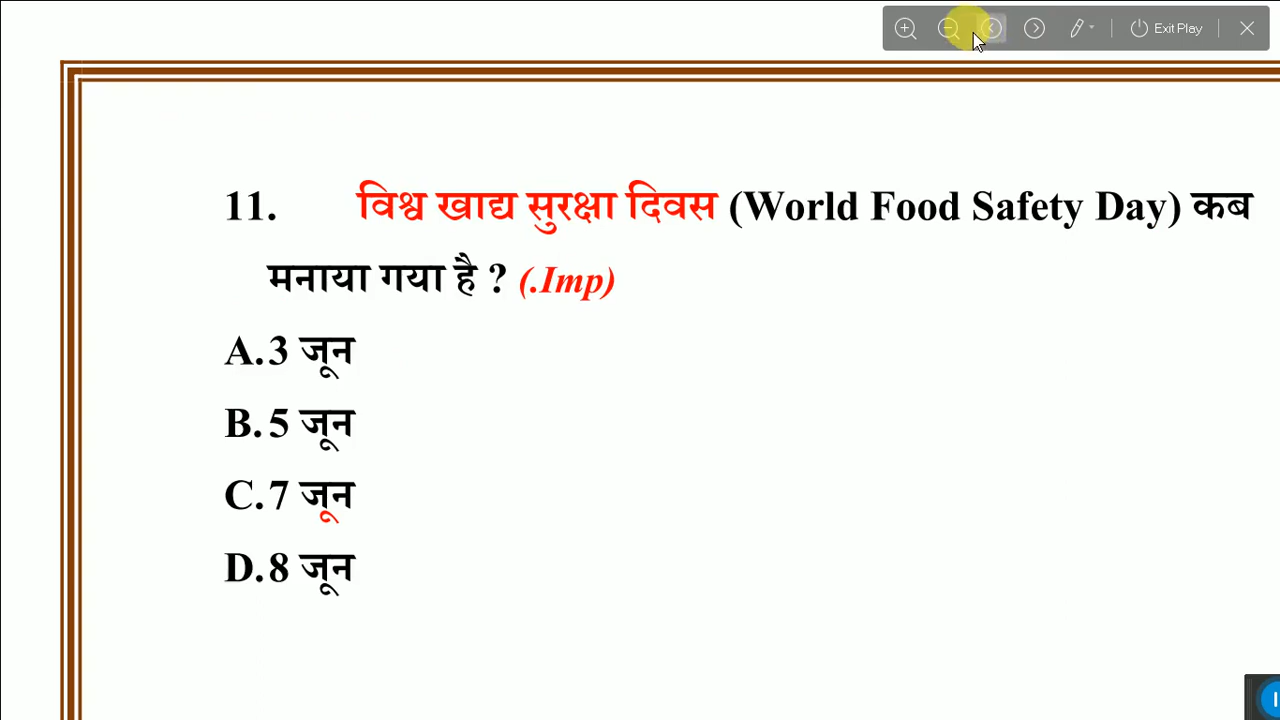 Exit Play
11. विश्व खाद्य सुरक्षा दिवस (World Food Safety Day) कब
मनाया गया है ? (.Imp)
A. 3 जून
B. 5 जून
C. 7 जून
D. 8 जून